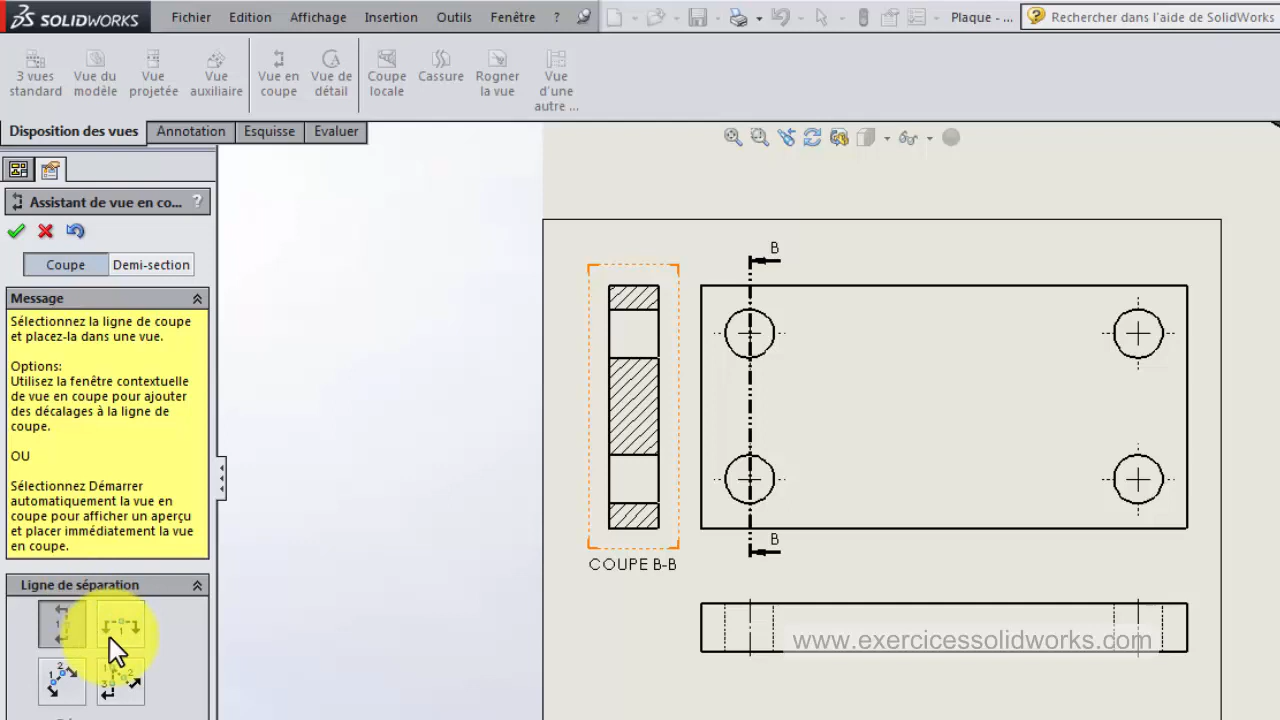 SOLIDWORKS Fichier Edition Affichage Insertion Outils Fenêtre ? Plaque - ... Rechercher dans l'aide de SolidWorks
3 vues standard
Vue du modèle
Vue projetée
Vue auxiliaire
Vue en coupe
Vue de détail
Coupe locale
Cassure
Rogner la vue
Vue d'une autre ...
Disposition des vues Annotation Esquisse Evaluer
Assistant de vue en co... ?
Coupe Demi-section
Message
Sélectionnez la ligne de coupe
et placez-la dans une vue.
Options:
Utilisez la fenêtre contextuelle
de vue en coupe pour ajouter
des décalages à la ligne de
coupe.
OU
Sélectionnez Démarrer
automatiquement la vue en
coupe pour afficher un aperçu
et placer immédiatement la vue
en coupe.
Ligne de séparation
B
B
COUPE B-B
www.exercicessolidworks.com